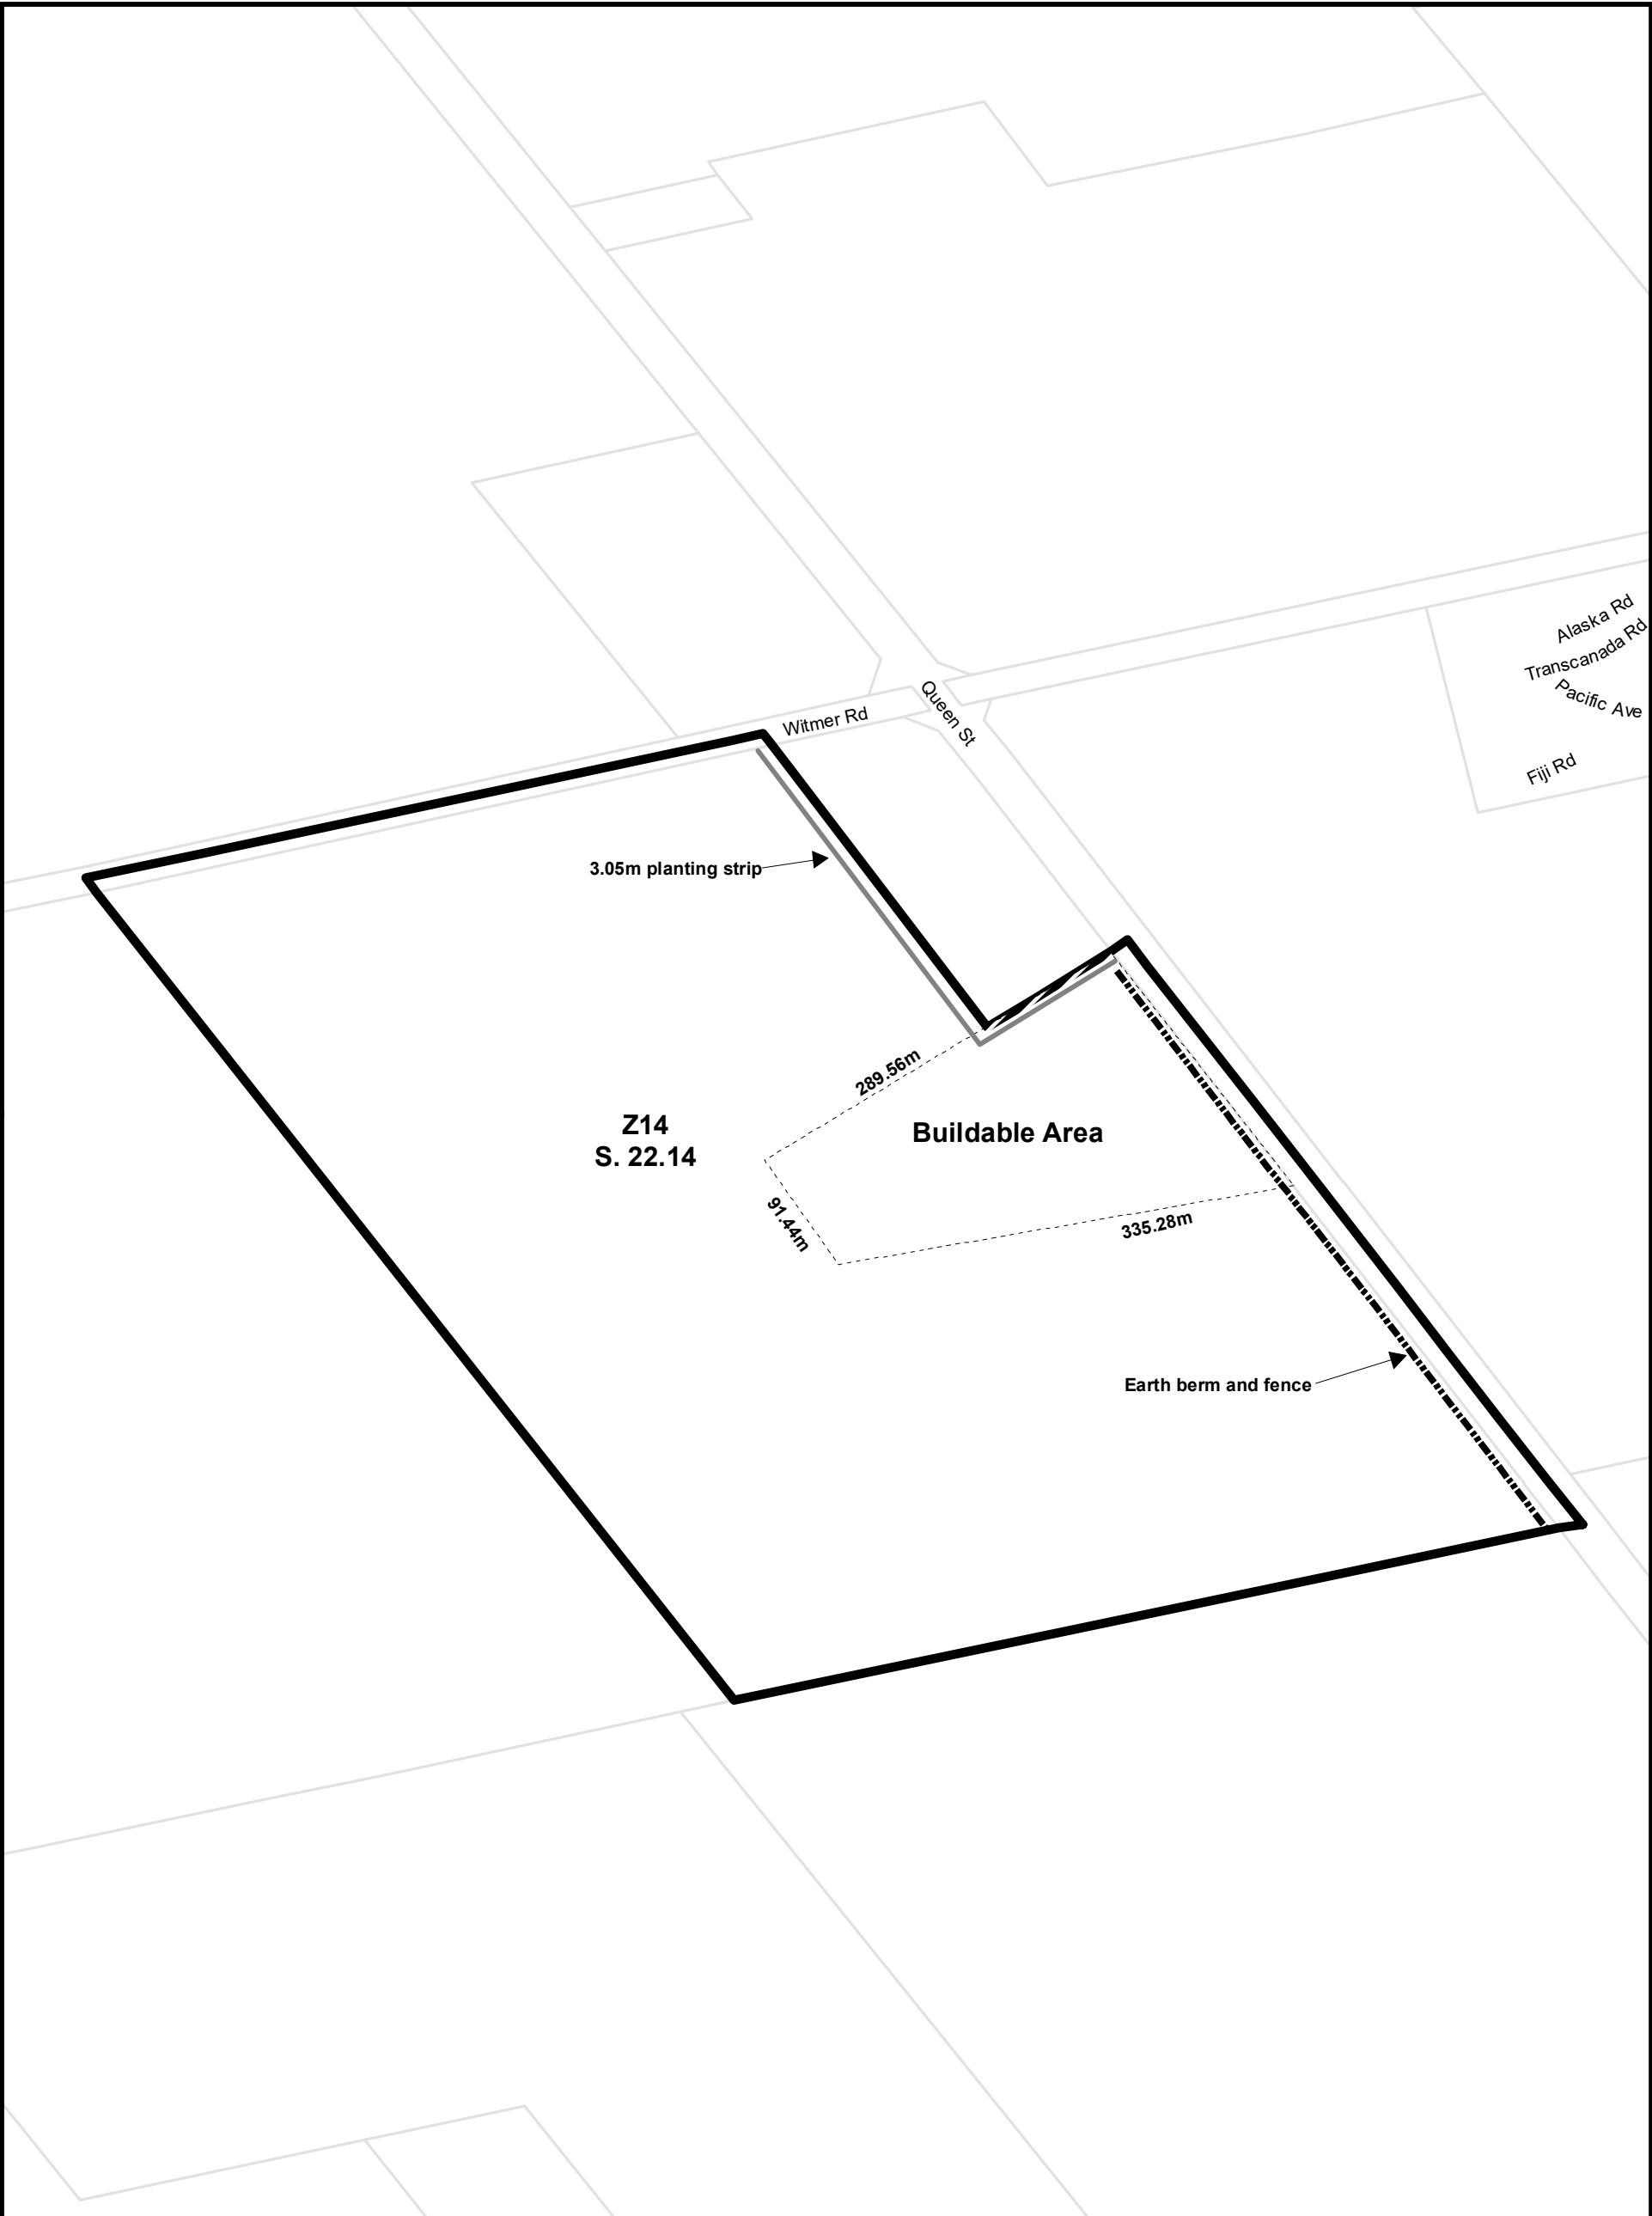 Alaska Rd
Transcanada Rd
Pacific Ave
Queen St
Witmer Rd
Fiji Rd
3.05m planting strip
289.56m
Z14
S. 22.14
Buildable Area
91.44m
335.28m
Earth berm and fence